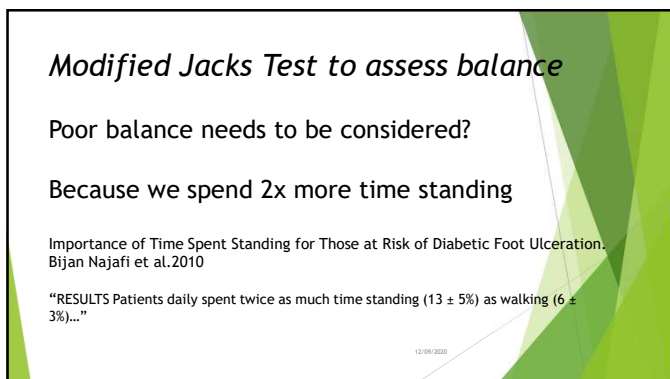 Modified Jacks Test to assess balance
Poor balance needs to be considered?
Because we spend 2x more time standing
Importance of Time Spent Standing for Those at Risk of Diabetic Foot Ulceration.
Bijan Najafi et al.2010
“RESULTS Patients daily spent twice as much time standing (13 ± 5%) as walking (6 ±
3%)…”
12/09/2020